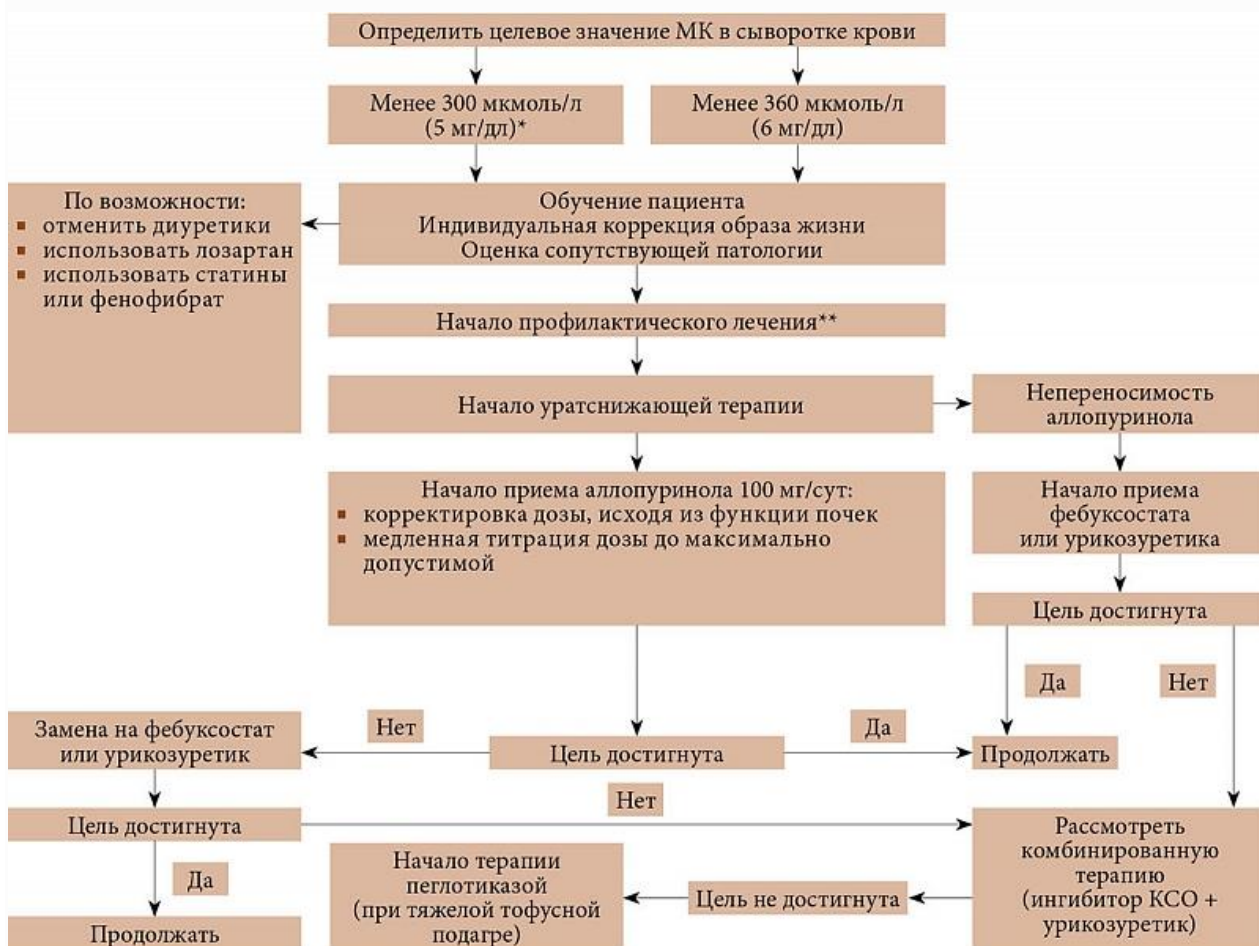 Определить целевое значение МК в сыворотке крови
Менее 300 мкмоль/л
(5 мг/дл)*
Менее 360 мкмоль/л
(6 мг/дл)
По возможности:
▪ отменить диуретики
▪ использовать лозартан
▪ использовать статины
или фенофибрат
Обучение пациента
Индивидуальная коррекция образа жизни
Оценка сопутствующей патологии
Начало профилактического лечения**
Начало уратснижающей терапии
Непереносимость
аллопуринола
Начало приема аллопуринола 100 мг/сут:
▪ корректировка дозы, исходя из функции почек
▪ медленная титрация дозы до максимально
допустимой
Начало приема
фебуксостата
или урикозуретика
Цель достигнута
Да
Нет
Замена на фебуксостат
или урикозуретик
Нет
Цель достигнута
Да
Продолжать
Цель достигнута
Нет
Да
Продолжать
Рассмотреть
комбинированную
терапию
(ингибитор КСО +
урикозуретик)
Цель не достигнута
Начало терапии
пеглотиказой
(при тяжелой тофусной
подагре)